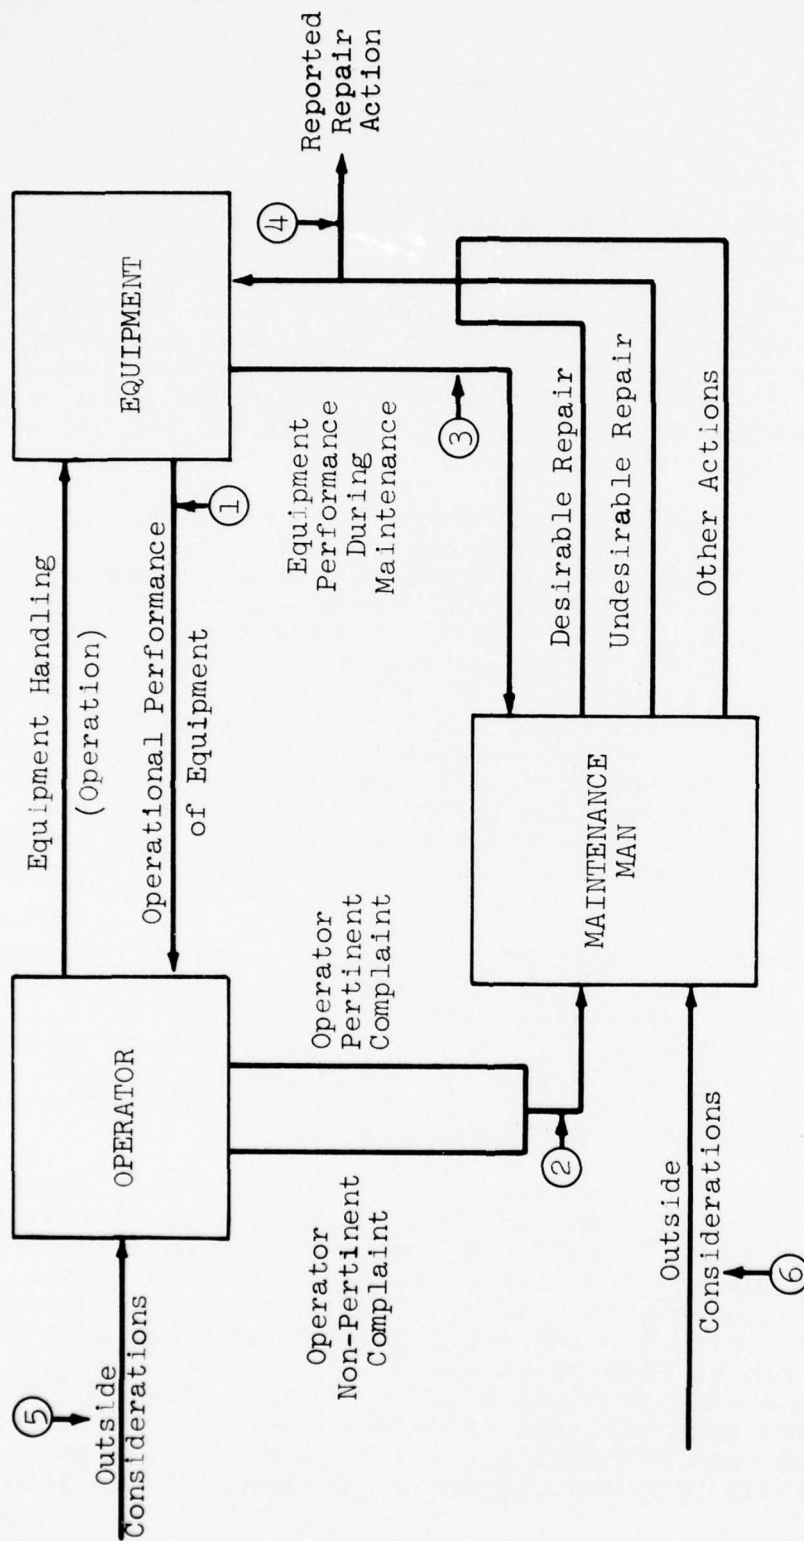 Outside
Considerations
5
OPERATOR
Equipment Handling
(Operation)
Operational Performance
of Equipment
1
EQUIPMENT
Operator
Non-Pertinent
Complaint
Operator
Pertinent
Complaint
2
Equipment
Performance
During
Maintenance
3
4
Reported
Repair
Action
Outside
Considerations
6
MAINTENANCE
MAN
Desirable Repair
Undesirable Repair
Other Actions